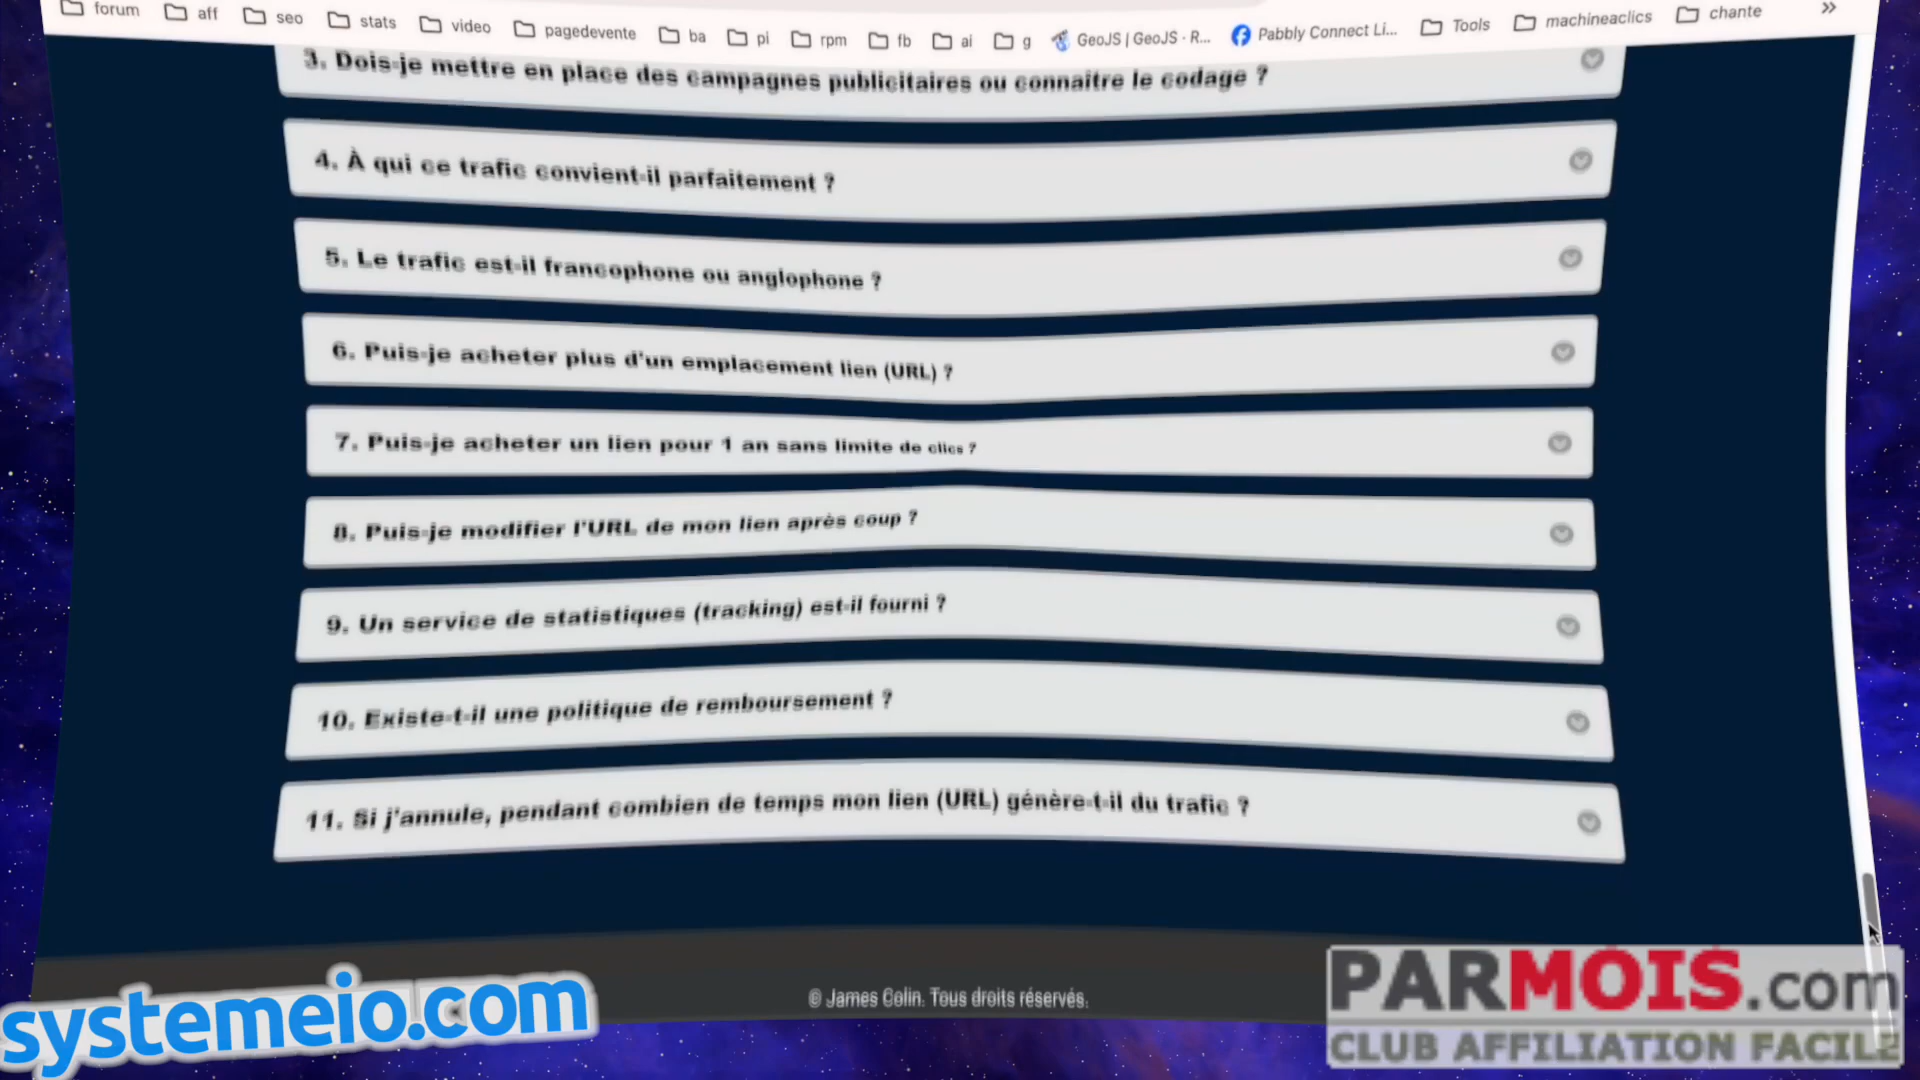 forum aff seo stats video pagedevente ba pi rpm fb ai g GeoJS | GeoJS · R... Pabbly Connect Li... Tools machineaclics chante »
3. Dois-je mettre en place des campagnes publicitaires ou connaître le codage ?
4. À qui ce trafic convient-il parfaitement ?
5. Le trafic est-il francophone ou anglophone ?
6. Puis-je acheter plus d'un emplacement lien (URL) ?
7. Puis-je acheter un lien pour 1 an sans limite de clics ?
8. Puis-je modifier l'URL de mon lien après coup ?
9. Un service de statistiques (tracking) est-il fourni ?
10. Existe-t-il une politique de remboursement ?
11. Si j'annule, pendant combien de temps mon lien (URL) génère-t-il du trafic ?
© James Colin. Tous droits réservés.
systemeio.com
PARMOIS.com
CLUB AFFILIATION FACILE